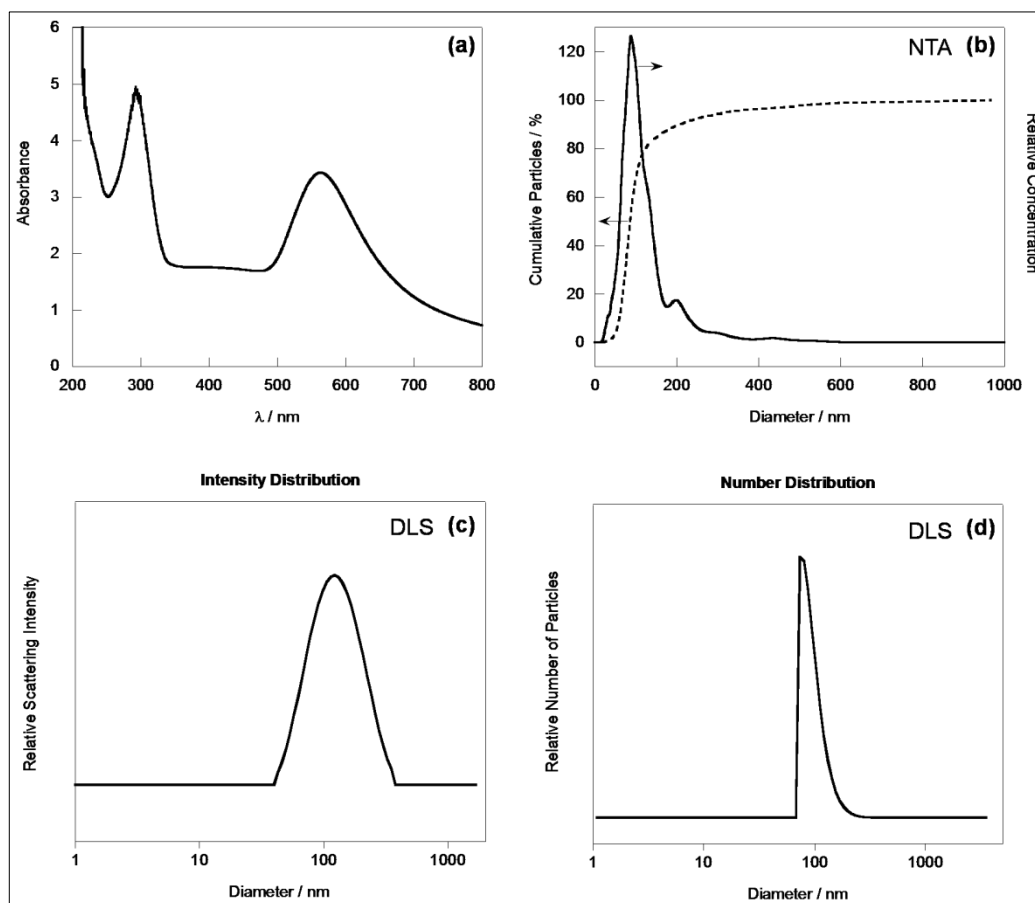 (a)
6
5
4
3
2
1
0
Absorbance
200 300 400 500 600 700 800
λ / nm
NTA (b)
120
100
80
60
40
20
0
Cumulative Particles / %
Relative Concentration
0 200 400 600 800 1000
Diameter / nm
Intensity Distribution
DLS (c)
Relative Scattering Intensity
1 10 100 1000
Diameter / nm
Number Distribution
DLS (d)
Relative Number of Particles
1 10 100 1000
Diameter / nm